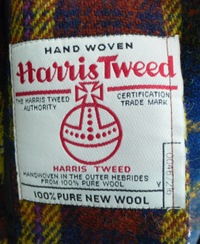 HAND WOVEN
Harris Tweed
THE HARRIS TWEED CERTIFICATION
AUTHORITY TRADE MARK
HARRIS TWEED
HANDWOVEN IN THE OUTER HEBRIDES
FROM 100% PURE WOOL Y
100% PURE NEW WOOL